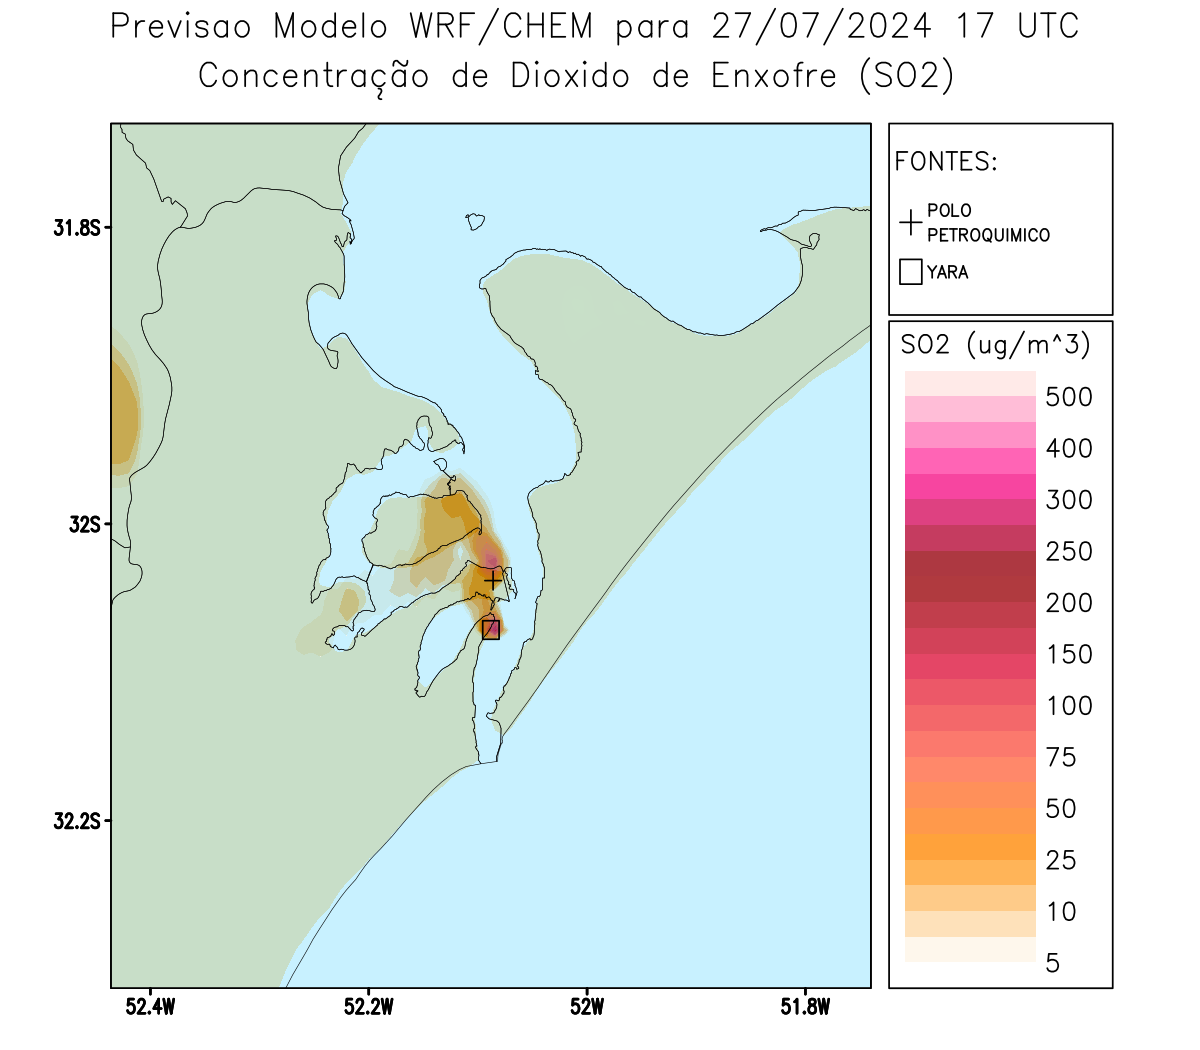 Previsao Modelo WRF/CHEM para 27/07/2024 17 UTC
Concentração de Dioxido de Enxofre (SO2)
FONTES:
POLO
PETROQUIMICO
YARA
SO2 (ug/m^3)
500
400
300
250
200
150
100
75
50
25
10
5
31.8S
32S
32.2S
52.4W
52.2W
52W
51.8W